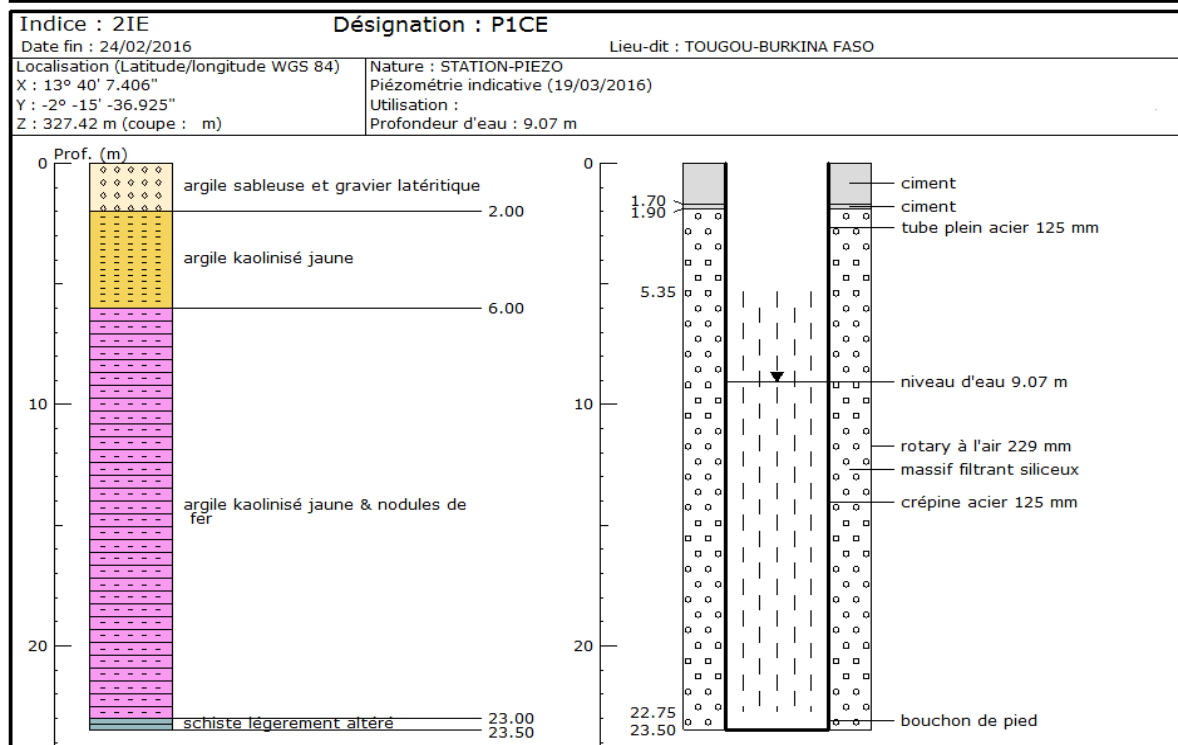 Indice : 2IE Désignation : P1CE
Date fin : 24/02/2016 Lieu-dit : TOUGOU-BURKINA FASO
Localisation (Latitude/longitude WGS 84)
X : 13° 40' 7.406"
Y : -2° -15' -36.925"
Z : 327.42 m (coupe : m)
Nature : STATION-PIEZO
Piézométrie indicative (19/03/2016)
Utilisation :
Profondeur d'eau : 9.07 m
Prof. (m)
0
argile sableuse et gravier latéritique
2.00
argile kaolinisé jaune
6.00
10
argile kaolinisé jaune & nodules de
fer
20
schiste légerement altéré
23.00
23.50
0
ciment
1.70
ciment
1.90
tube plein acier 125 mm
5.35
niveau d'eau 9.07 m
10
rotary à l'air 229 mm
massif filtrant siliceux
crépine acier 125 mm
20
22.75
bouchon de pied
23.50